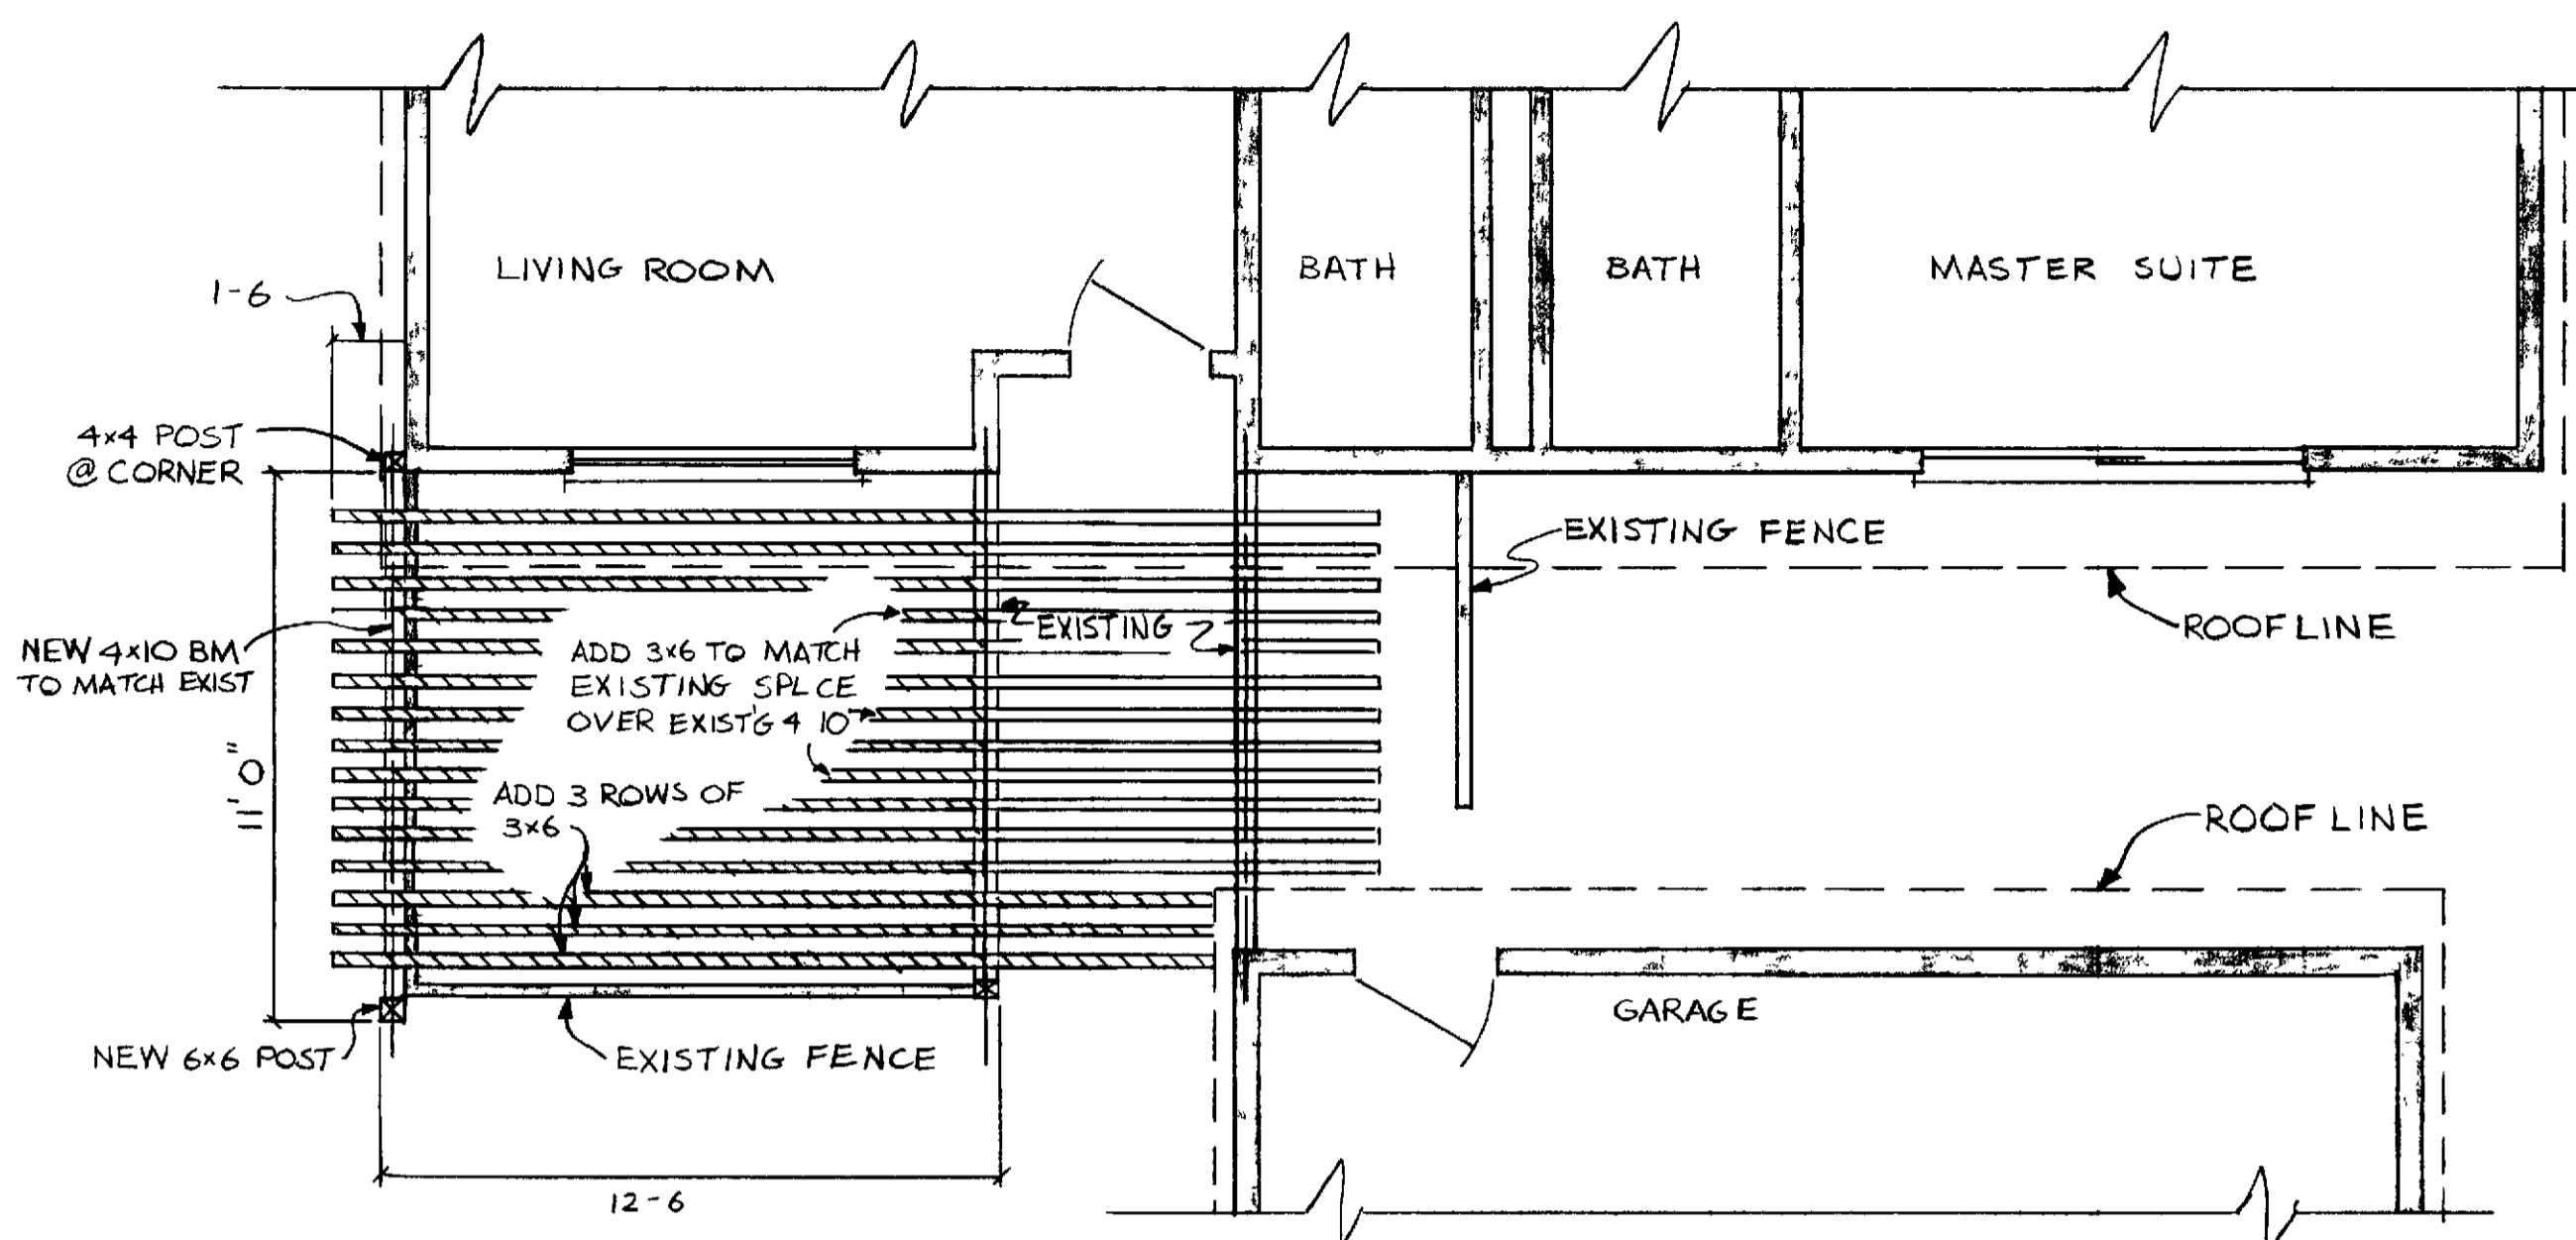 LIVING ROOM
BATH
BATH
MASTER SUITE
1-6
4x4 POST
@ CORNER
EXISTING FENCE
ROOF LINE
EXISTING
NEW 4x10 BM
TO MATCH EXIST
ADD 3x6 TO MATCH
EXISTING SPLCE
OVER EXIST'G 4 10
11'0"
ADD 3 ROWS OF
3x6
ROOF LINE
GARAGE
NEW 6x6 POST
EXISTING FENCE
12-6